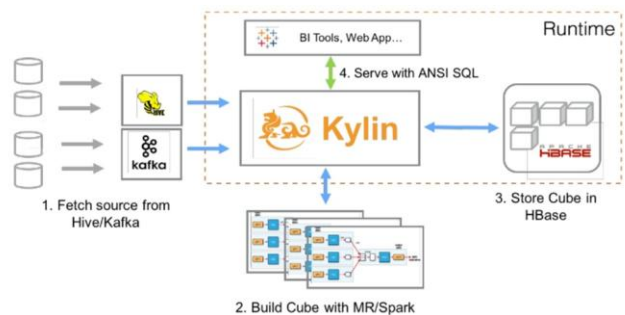 Runtime
BI Tools, Web App...
4. Serve with ANSI SQL
HIVE
kafka
Kylin
APACHE
HBASE
1. Fetch source from
Hive/Kafka
3. Store Cube in
HBase
2. Build Cube with MR/Spark